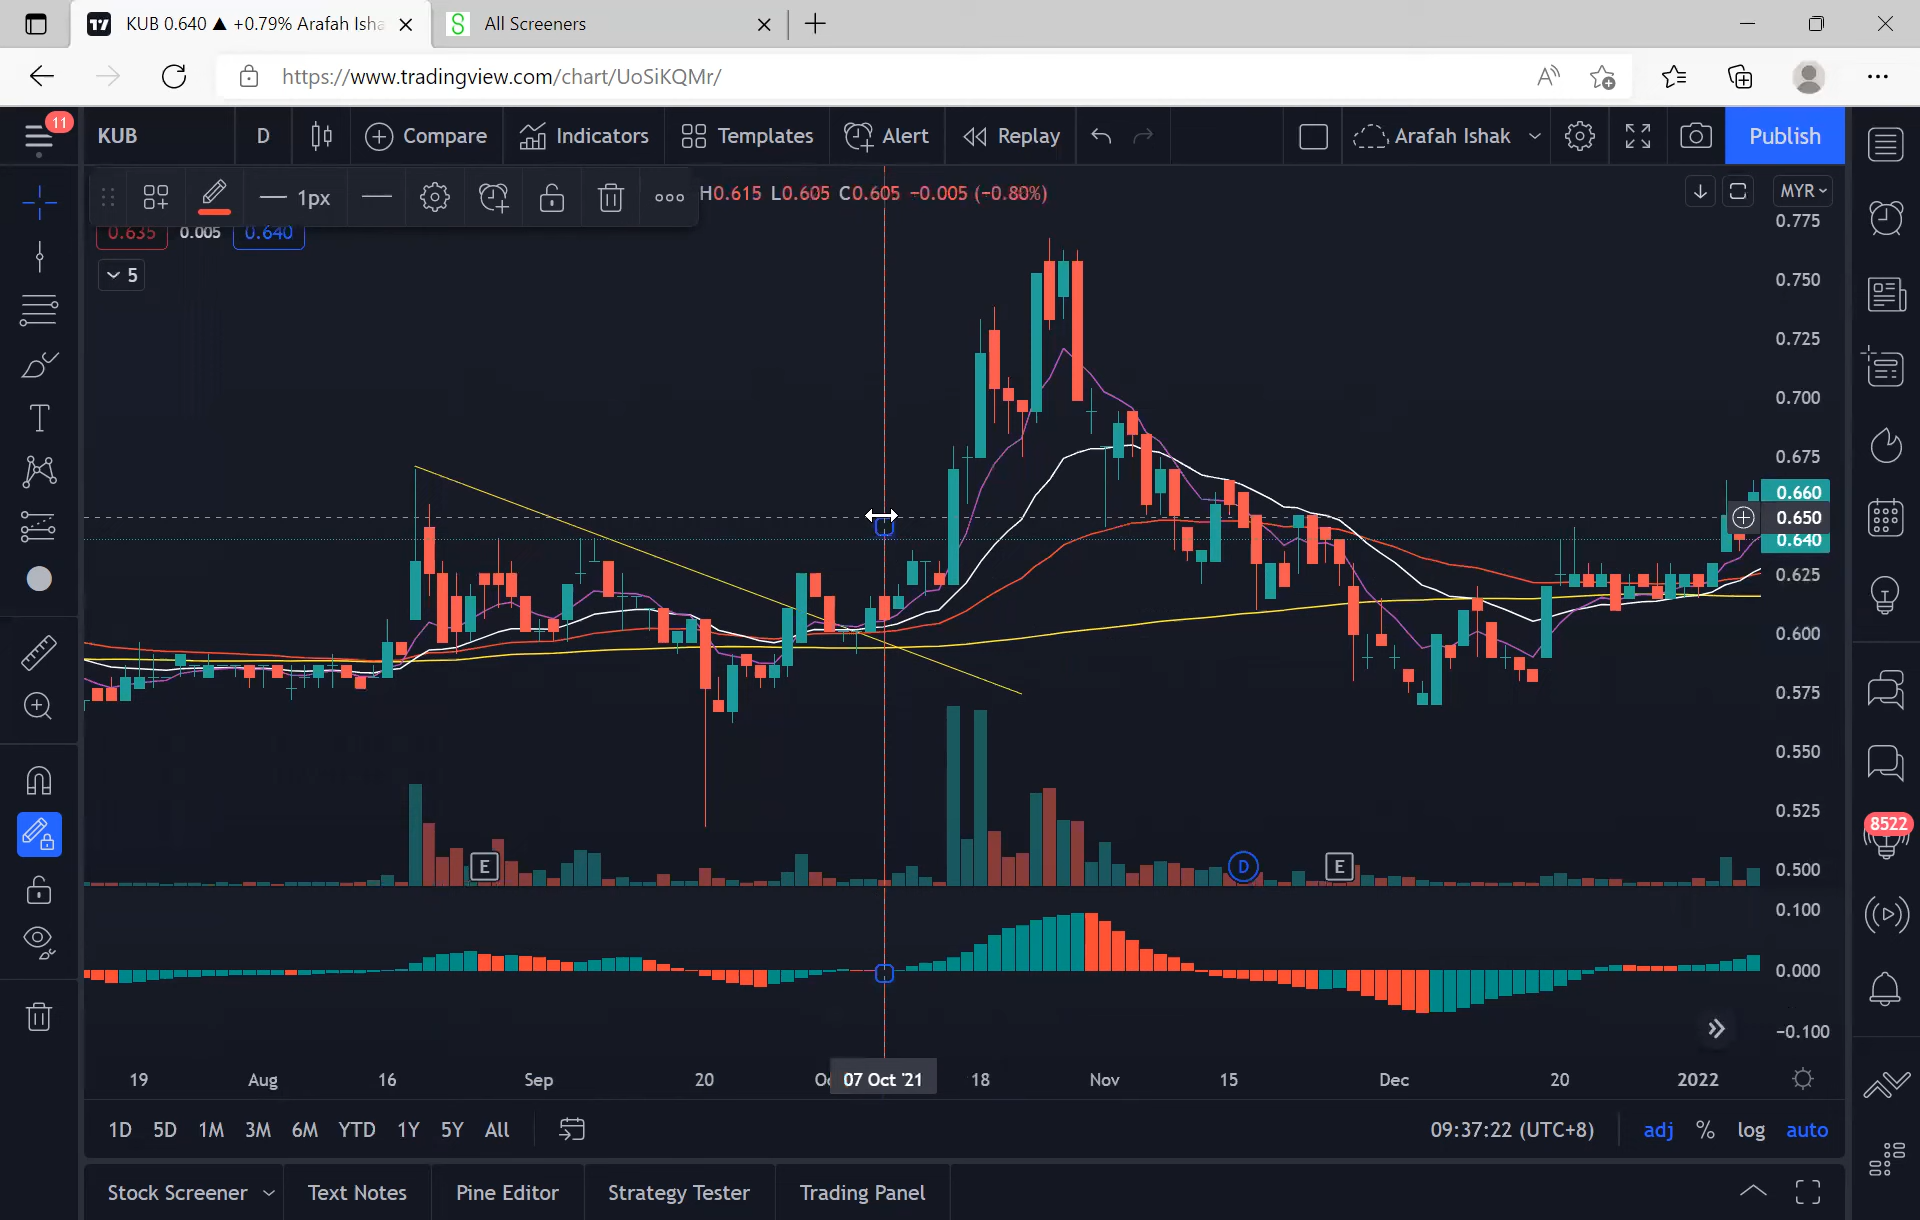 KUB 0.640 ▲ +0.79% Arafah Isha
All Screeners
https://www.tradingview.com/chart/UoSiKQMr/
11
KUB
D
Compare
Indicators
Templates
Alert
Replay
Arafah Ishak
Publish
1px
H0.615 L0.605 C0.605 −0.005 (−0.80%)
MYR
0.635
0.005
0.640
5
0.775
0.750
0.725
0.700
0.675
0.660
0.650
0.640
0.625
0.600
0.575
0.550
0.525
0.500
0.100
0.000
−0.100
E
D
E
8522
19
Aug
16
Sep
20
07 Oct '21
18
Nov
15
Dec
20
2022
1D 5D 1M 3M 6M YTD 1Y 5Y All
09:37:22 (UTC+8)
adj % log auto
Stock Screener
Text Notes
Pine Editor
Strategy Tester
Trading Panel